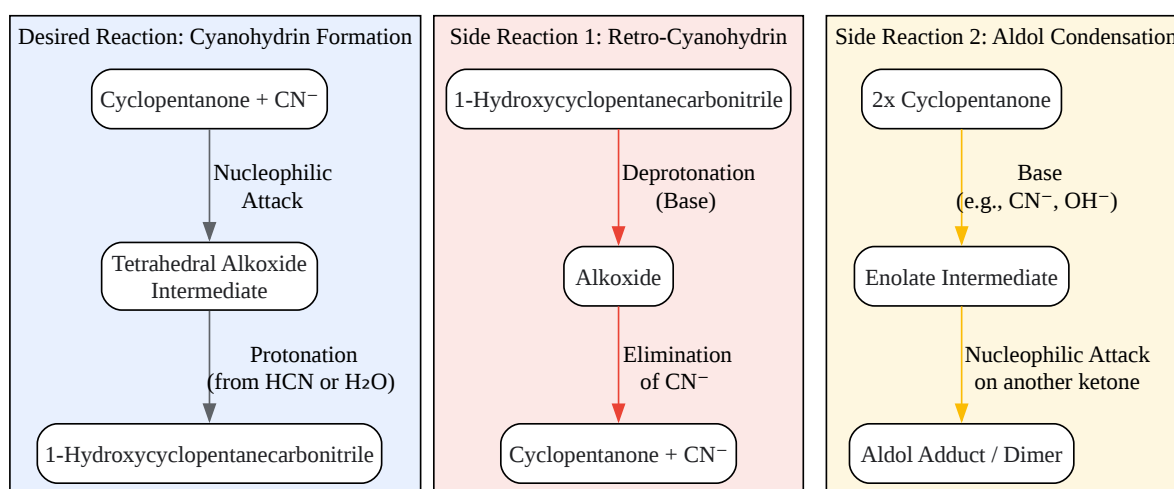 Desired Reaction: Cyanohydrin Formation
Cyclopentanone + CN⁻
Nucleophilic
Attack
Tetrahedral Alkoxide
Intermediate
Protonation
(from HCN or H₂O)
1-Hydroxycyclopentanecarbonitrile
Side Reaction 1: Retro-Cyanohydrin
1-Hydroxycyclopentanecarbonitrile
Deprotonation
(Base)
Alkoxide
Elimination
of CN⁻
Cyclopentanone + CN⁻
Side Reaction 2: Aldol Condensation
2x Cyclopentanone
Base
(e.g., CN⁻, OH⁻)
Enolate Intermediate
Nucleophilic Attack
on another ketone
Aldol Adduct / Dimer